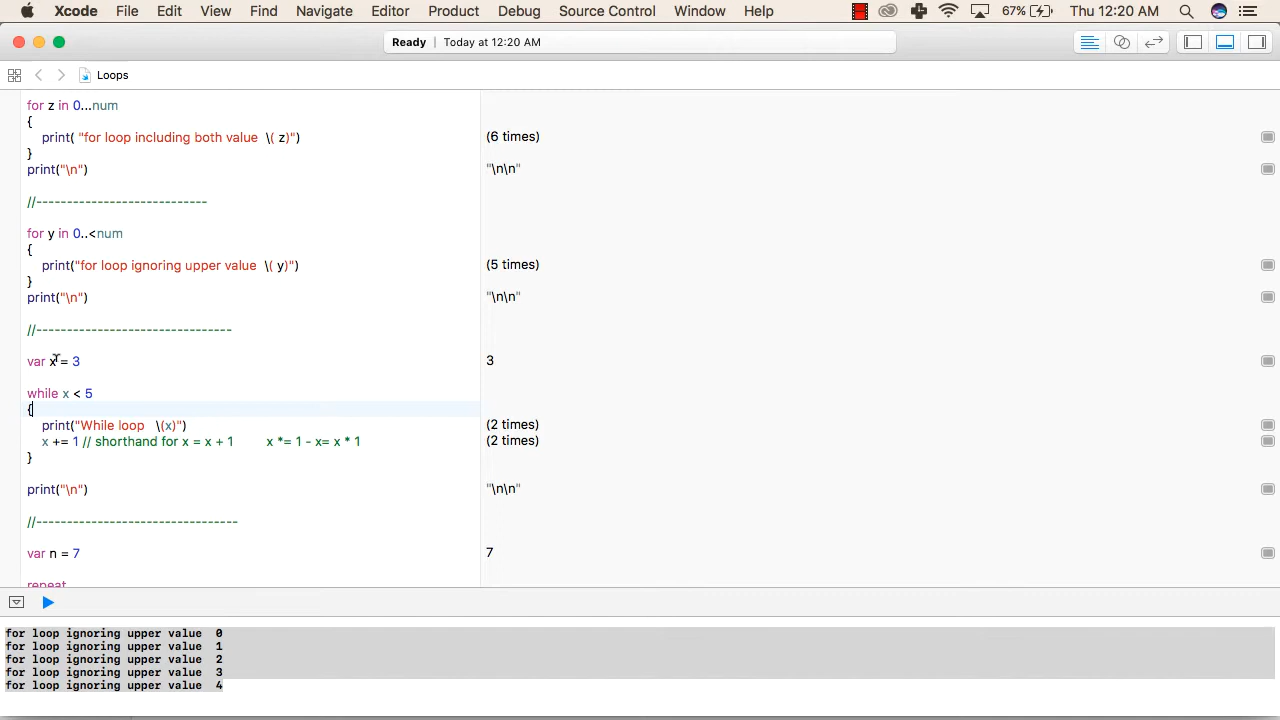 Xcode File Edit View Find Navigate Editor Product Debug Source Control Window Help 67% Thu 12:20 AM
Ready | Today at 12:20 AM
Loops
for z in 0...num
{
print( "for loop including both value \( z)") (6 times)
}
print("\n") "\n\n"
//----------------------------
for y in 0..<num
{
print("for loop ignoring upper value \( y)") (5 times)
}
print("\n") "\n\n"
//--------------------------------
var x = 3 3
while x < 5
{
print("While loop \(x)") (2 times)
x += 1 // shorthand for x = x + 1 x *= 1 - x= x * 1 (2 times)
}
print("\n") "\n\n"
//---------------------------------
var n = 7 7
repeat
for loop ignoring upper value 0
for loop ignoring upper value 1
for loop ignoring upper value 2
for loop ignoring upper value 3
for loop ignoring upper value 4